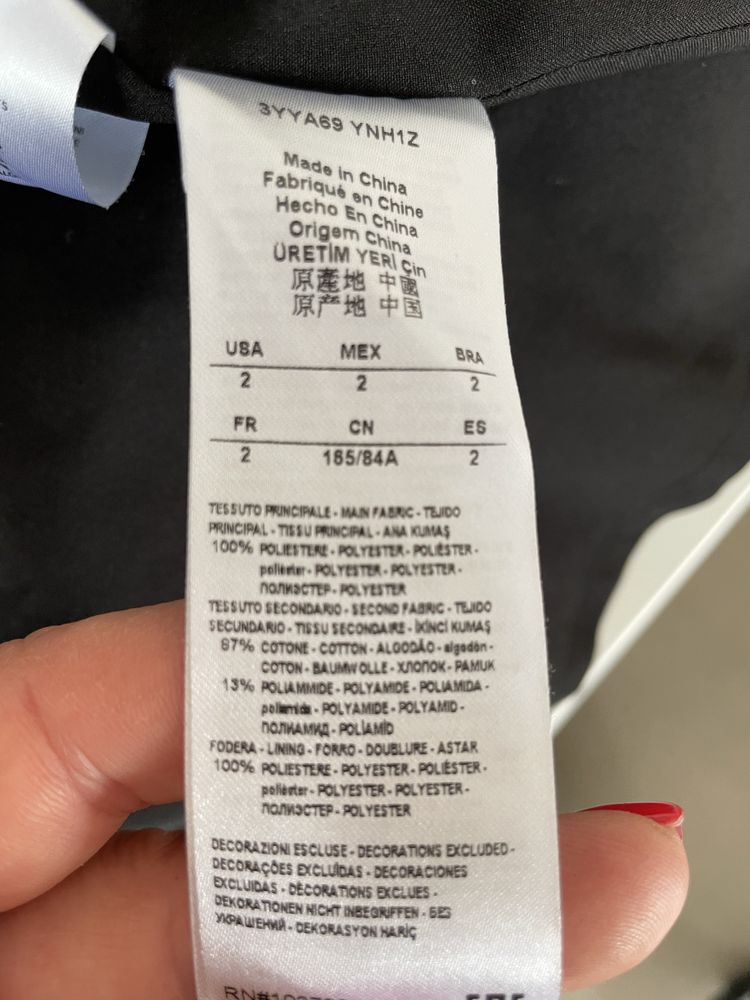 3YYA69 YNH1Z
Made in China
Fabriqué en Chine
Hecho En China
Origem China
ÜRETİM YERİ Çin
原產地 中國
原产地 中国
USA MEX BRA
2 2 2
FR CN ES
2 165/84A 2
TESSUTO PRINCIPALE - MAIN FABRIC - TEJIDO
PRINCIPAL - TISSU PRINCIPAL - ANA KUMAŞ
100% POLIESTERE - POLYESTER - POLIÉSTER -
poliéster - POLYESTER - POLYESTER -
ПОЛИЭСТЕР - POLYESTER
TESSUTO SECONDARIO - SECOND FABRIC - TEJIDO
SECUNDARIO - TISSU SECONDAIRE - İKİNCİ KUMAŞ
87% COTONE - COTTON - ALGODÃO - algodón -
COTON - BAUMWOLLE - ХЛОПОК - PAMUK
13% POLIAMMIDE - POLYAMIDE - POLIAMIDA -
poliamida - POLYAMIDE - POLYAMID -
ПОЛИАМИД - POLİAMİD
FODERA - LINING - FORRO - DOUBLURE - ASTAR
100% POLIESTERE - POLYESTER - POLIÉSTER -
poliéster - POLYESTER - POLYESTER -
ПОЛИЭСТЕР - POLYESTER
DECORAZIONI ESCLUSE - DECORATIONS EXCLUDED -
DECORAÇÕES EXCLUÍDAS - DECORACIONES
EXCLUIDAS - DÉCORATIONS EXCLUES -
DEKORATIONEN NICHT INBEGRIFFEN - БЕЗ
УКРАШЕНИЙ - DEKORASYON HARİÇ